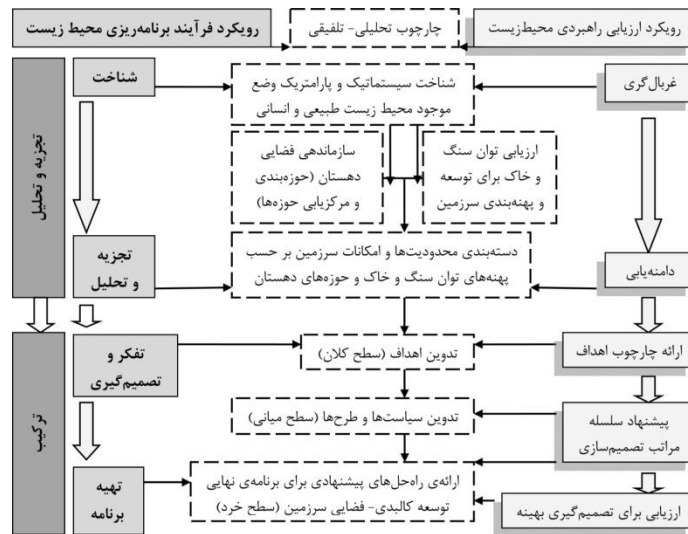 رویکرد ارزیابی راهبردی محیط‌زیست
چارچوب تحلیلی- تلفیقی
رویکرد فرآیند برنامه‌ریزی محیط زیست
غربال‌گری
شناخت سیستماتیک و پارامتریک وضع
موجود محیط زیست طبیعی و انسانی
شناخت
ارزیابی توان سنگ
و خاک برای توسعه
و پهنه‌بندی سرزمین
سازماندهی فضایی
دهستان (حوزه‌بندی
و مرکزیابی حوزه‌ها)
تجزیه و تحلیل
دامنه‌یابی
دسته‌بندی محدودیت‌ها و امکانات سرزمین بر حسب
پهنه‌های توان سنگ و خاک و حوزه‌های دهستان
تجزیه
و تحلیل
ارائه چارچوب اهداف
تدوین اهداف (سطح کلان)
تفکر و
تصمیم‌گیری
پیشنهاد سلسله
مراتب تصمیم‌سازی
تدوین سیاست‌ها و طرح‌ها (سطح میانی)
ترکیب
ارزیابی برای تصمیم‌گیری بهینه
ارائه‌ی راه‌حل‌های پیشنهادی برای برنامه‌ی نهایی
توسعه کالبدی- فضایی سرزمین (سطح خرد)
تهیه
برنامه